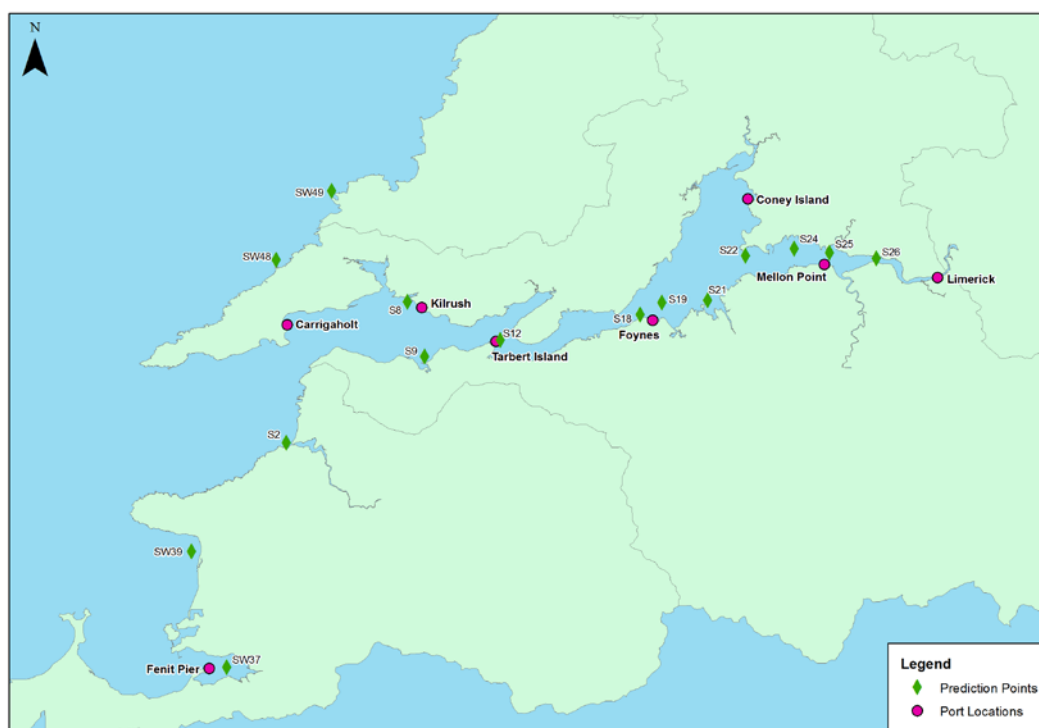 N
SW49
Coney Island
S24
S25
SW48
S22
S26
Mellon Point
Limerick
S8
Kilrush
S19
S21
S18
Carrigaholt
Foynes
S12
S9
Tarbert Island
S2
SW39
Fenit Pier
SW37
Legend
Prediction Points
Port Locations